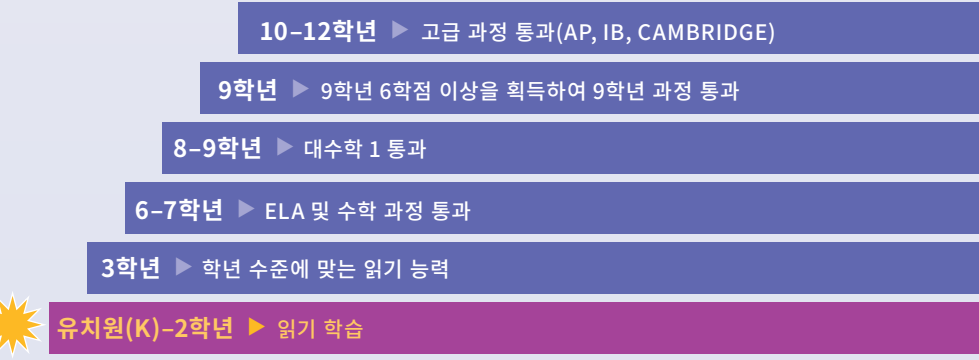 10–12학년 ▶ 고급 과정 통과(AP, IB, CAMBRIDGE)
9학년 ▶ 9학년 6학점 이상을 획득하여 9학년 과정 통과
8–9학년 ▶ 대수학 1 통과
6–7학년 ▶ ELA 및 수학 과정 통과
3학년 ▶ 학년 수준에 맞는 읽기 능력
유치원(K)–2학년 ▶ 읽기 학습